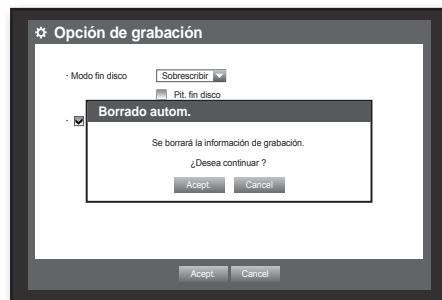 Opción de grabación
· Modo fin disco Sobrescribir
Pit. fin disco
Borrado autom.
Se borrará la información de grabación.
¿Desea continuar ?
Acept. Cancel
Acept. Cancel